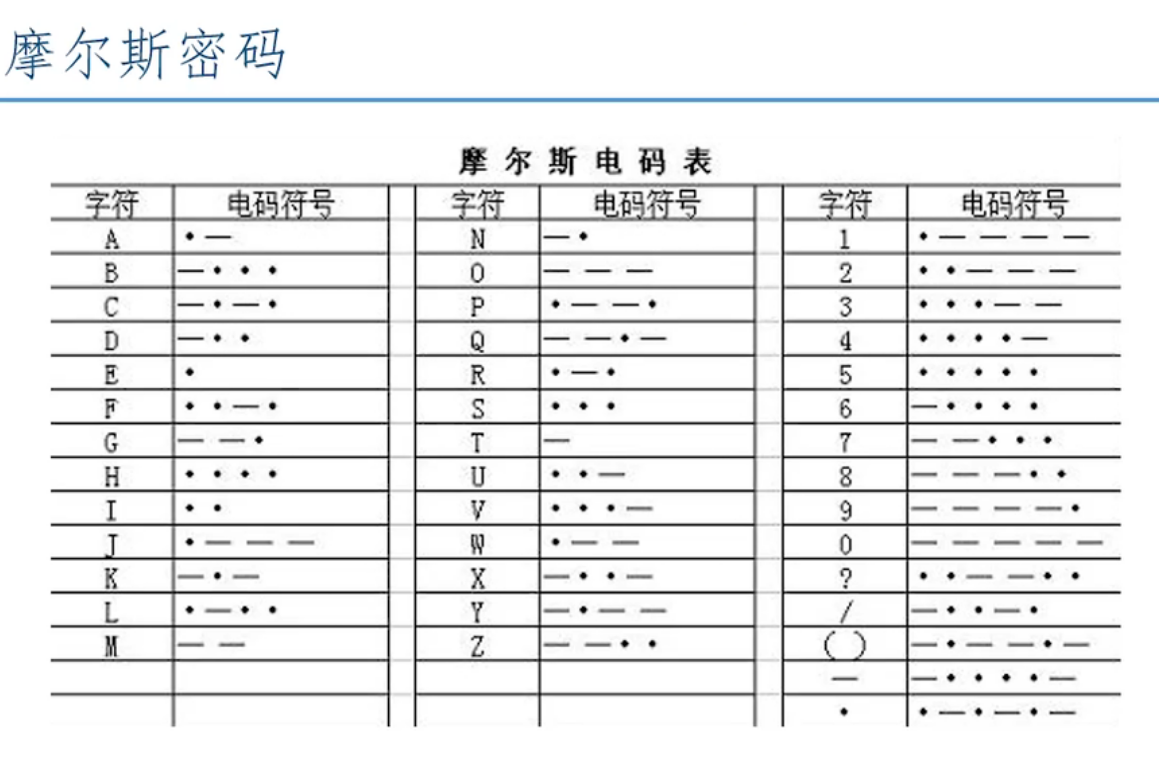 摩尔斯密码
摩尔斯电码表
字符 电码符号 字符 电码符号 字符 电码符号
A •— N —• 1 •————
B —••• O ——— 2 ••———
C —•—• P •——• 3 •••——
D —•• Q ——•— 4 ••••—
E • R •—• 5 •••••
F ••—• S ••• 6 —••••
G ——• T — 7 ——•••
H •••• U ••— 8 ———••
I •• V •••— 9 ————•
J •——— W •—— 0 —————
K —•— X —••— ? ••——••
L •—•• Y —•—— / —••—•
M —— Z ——•• () —•——•—
— —••••—
• •—•—•—